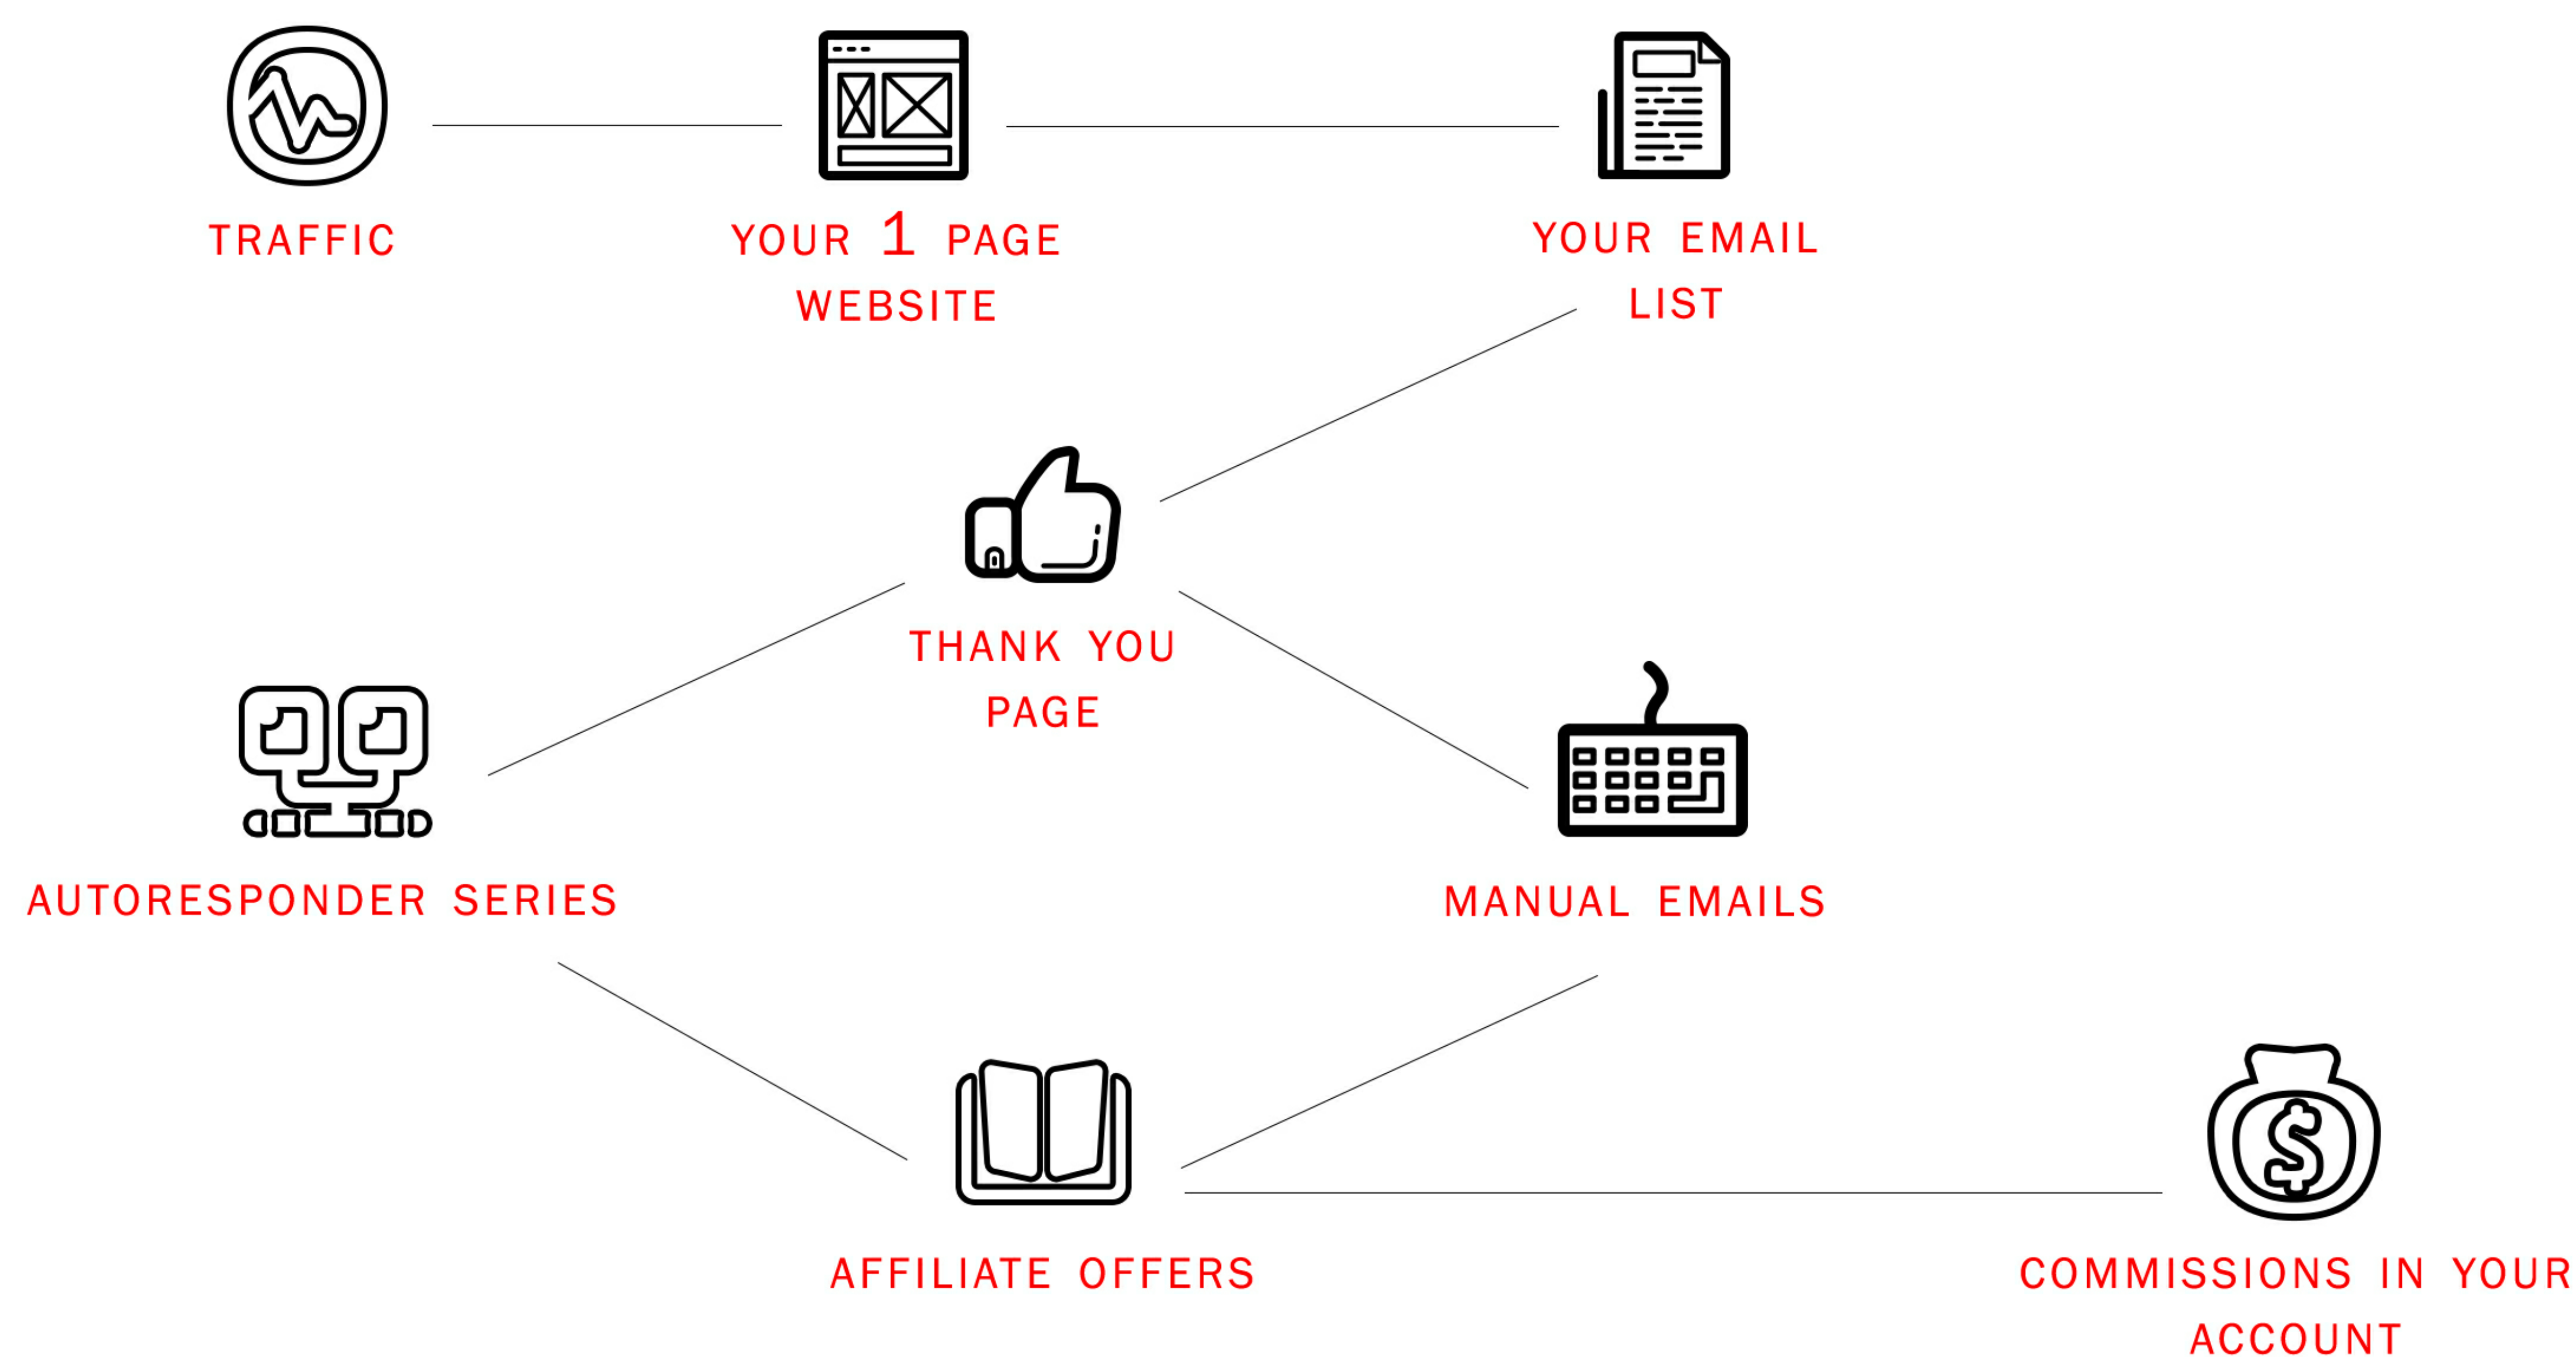 TRAFFIC
YOUR 1 PAGE
WEBSITE
YOUR EMAIL
LIST
THANK YOU
PAGE
AUTORESPONDER SERIES
MANUAL EMAILS
AFFILIATE OFFERS
COMMISSIONS IN YOUR
ACCOUNT